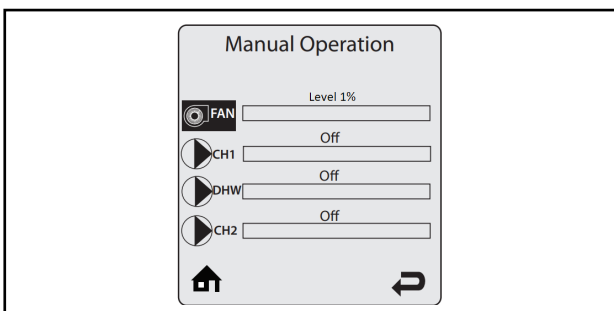 Manual Operation
Level 1%
FAN
Off
CH1
Off
DHW
Off
CH2